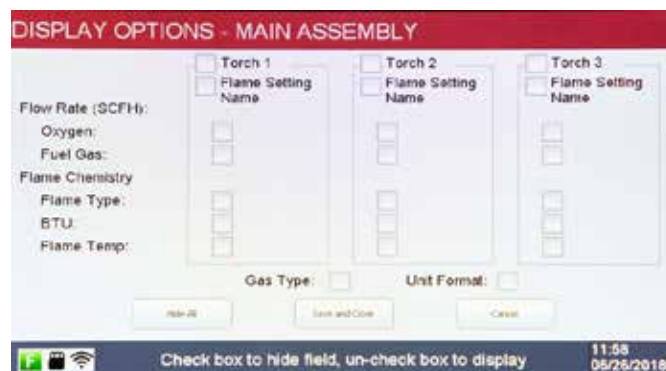 DISPLAY OPTIONS - MAIN ASSEMBLY
Torch 1 Torch 2 Torch 3
Flame Setting Name Flame Setting Name Flame Setting Name
Flow Rate (SCFH):
Oxygen:
Fuel Gas:
Flame Chemistry
Flame Type:
BTU:
Flame Temp:
Gas Type: Unit Format:
Hide All Save and Close Cancel
F Check box to hide field, un-check box to display 11:58
05/25/2018